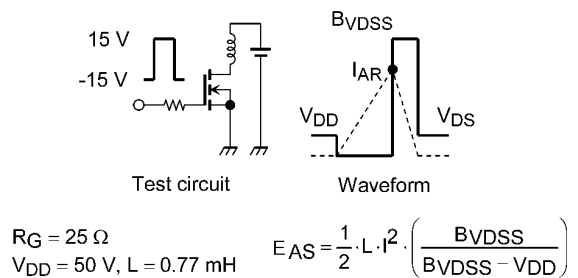 15 V
-15 V
BVDSS
IAR
VDD
VDS
Test circuit
Waveform
RG = 25 Ω
VDD = 50 V, L = 0.77 mH
EAS = 1/2 · L · I² · (BVDSS / (BVDSS − VDD))